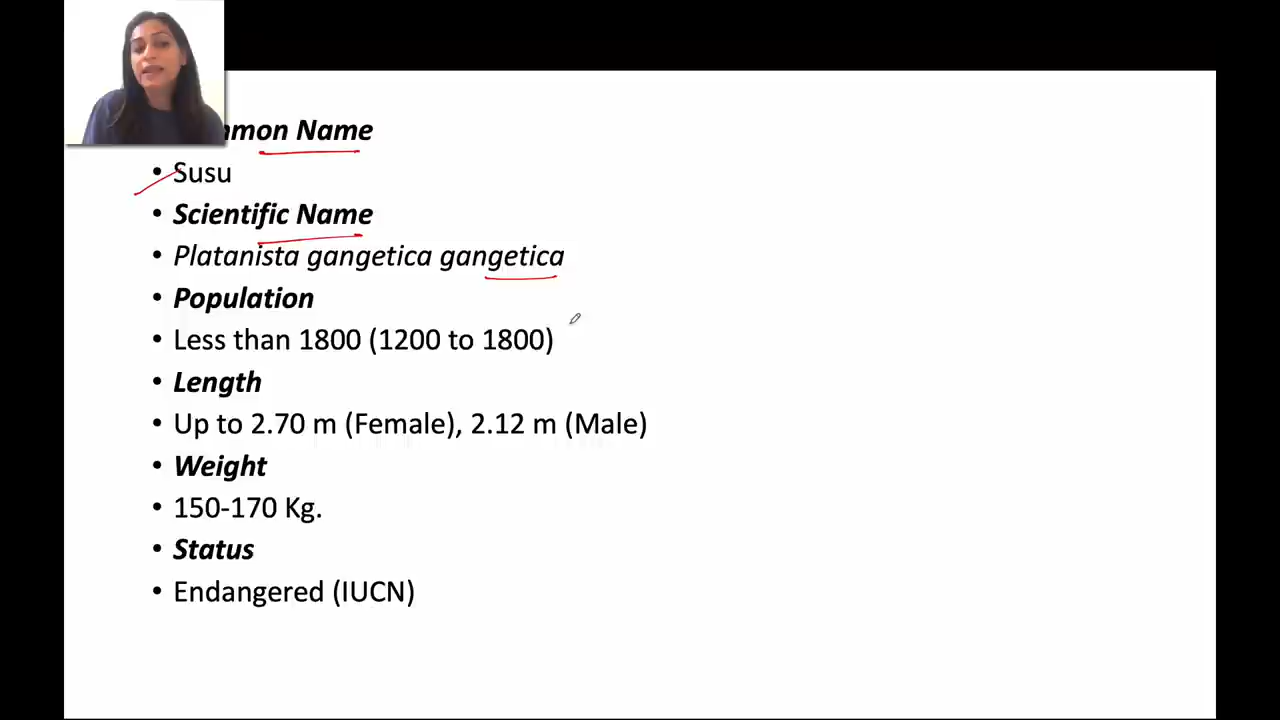 mmon Name
• Susu
• Scientific Name
• Platanista gangetica gangetica
• Population
• Less than 1800 (1200 to 1800)
• Length
• Up to 2.70 m (Female), 2.12 m (Male)
• Weight
• 150-170 Kg.
• Status
• Endangered (IUCN)